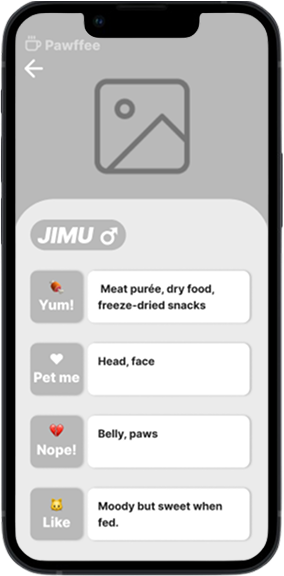 Pawffee
JIMU ♂
Yum!
Meat purée, dry food,
freeze-dried snacks
Pet me
Head, face
Nope!
Belly, paws
Like
Moody but sweet when
fed.